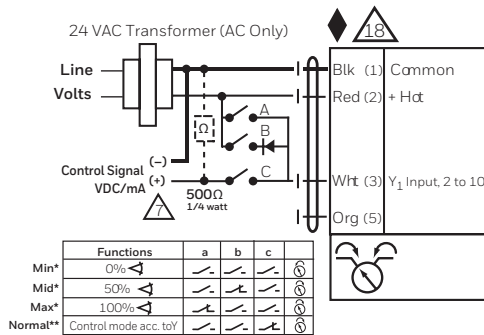 24 VAC Transformer (AC Only)
18
Line
Volts
Blk (1) Common
Red (2) + Hot
A
B
C
Ω
Control Signal (–)
VDC/mA (+)
Wht (3) Y1 Input, 2 to 10
7
500Ω
1/4 watt
Org (5)
Functions a b c
Min* 0%
Mid* 50%
Max* 100%
Normal** Control mode acc. toY